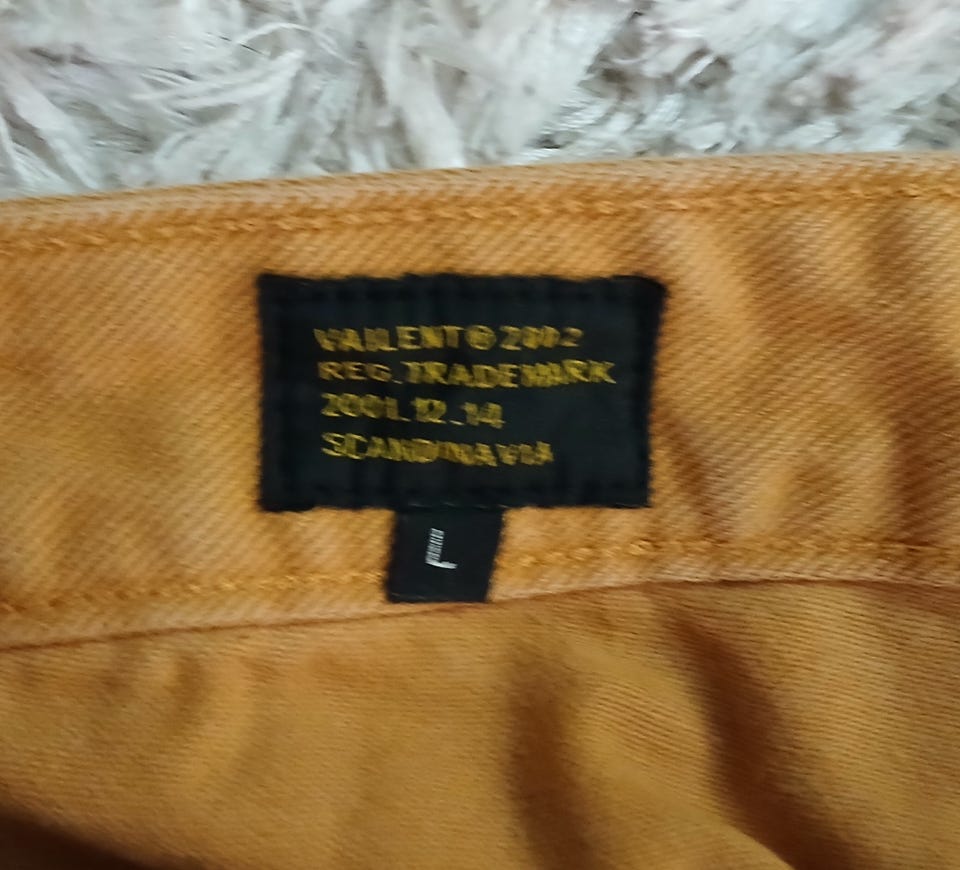 VAILENT® 2002
REG. TRADEMARK
2001.12.14
SCANDINAVIA
L